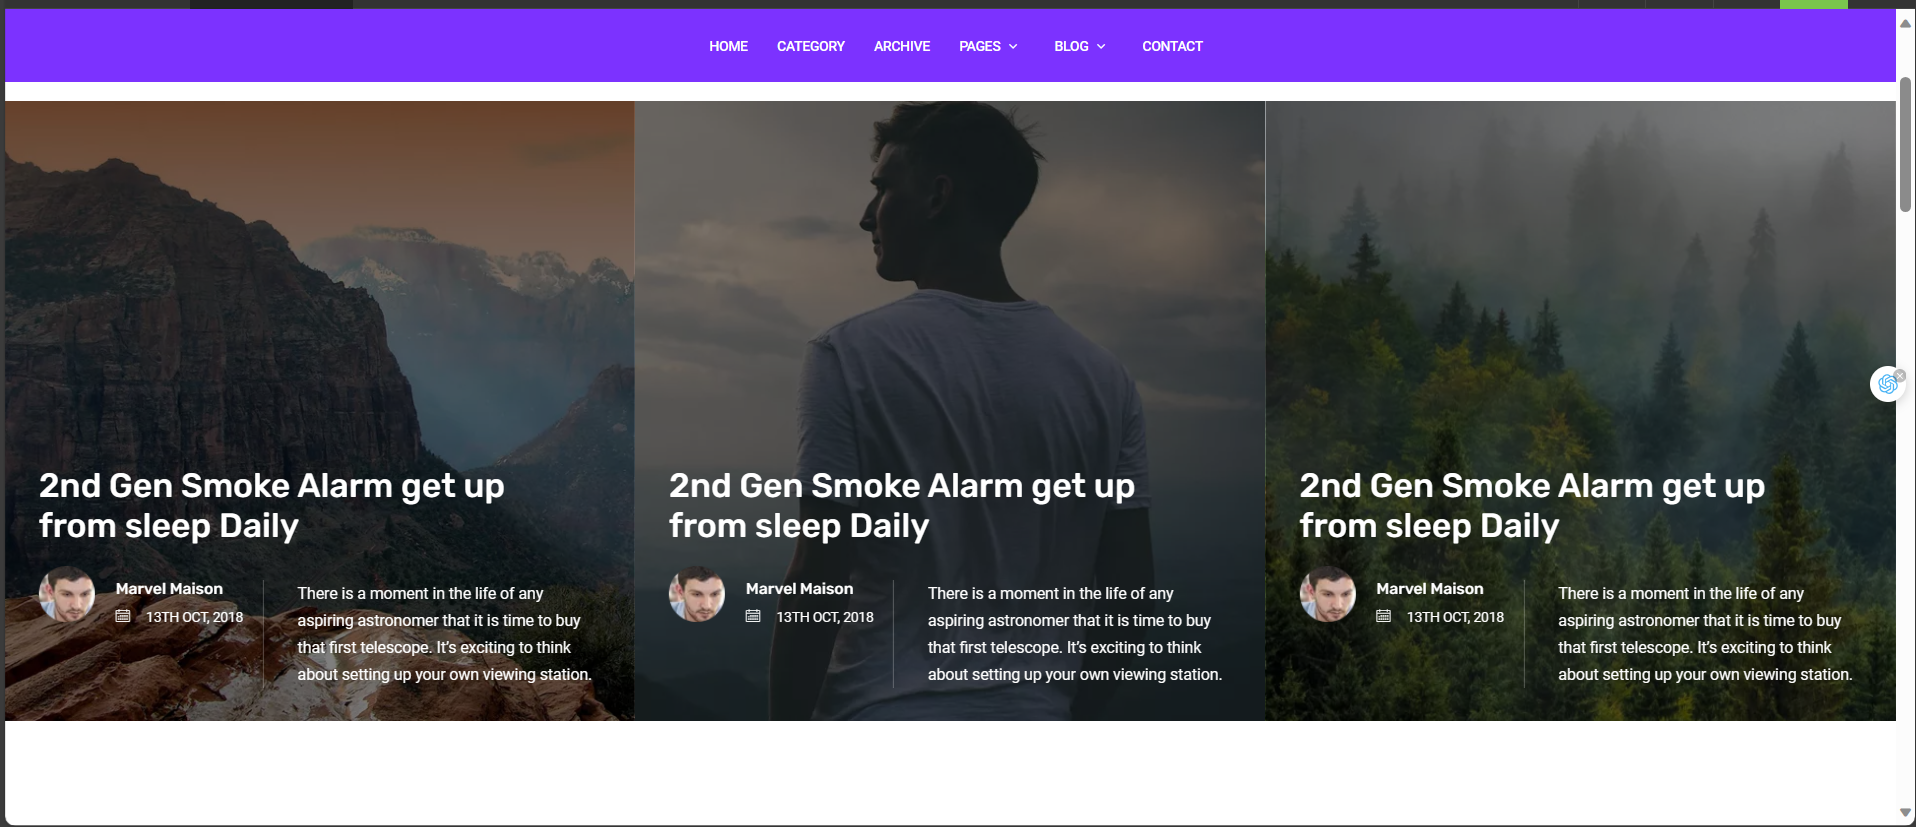 HOME CATEGORY ARCHIVE PAGES BLOG CONTACT
2nd Gen Smoke Alarm get up
from sleep Daily
Marvel Maison
13TH OCT, 2018
There is a moment in the life of any
aspiring astronomer that it is time to buy
that first telescope. It’s exciting to think
about setting up your own viewing station.
2nd Gen Smoke Alarm get up
from sleep Daily
Marvel Maison
13TH OCT, 2018
There is a moment in the life of any
aspiring astronomer that it is time to buy
that first telescope. It’s exciting to think
about setting up your own viewing station.
2nd Gen Smoke Alarm get up
from sleep Daily
Marvel Maison
13TH OCT, 2018
There is a moment in the life of any
aspiring astronomer that it is time to buy
that first telescope. It’s exciting to think
about setting up your own viewing station.